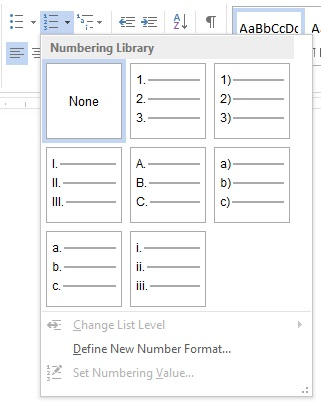 AaBbCcDc
Numbering Library
None
1.
2.
3.
1)
2)
3)
I.
II.
III.
A.
B.
C.
a)
b)
c)
a.
b.
c.
i.
ii.
iii.
Change List Level
Define New Number Format...
Set Numbering Value...